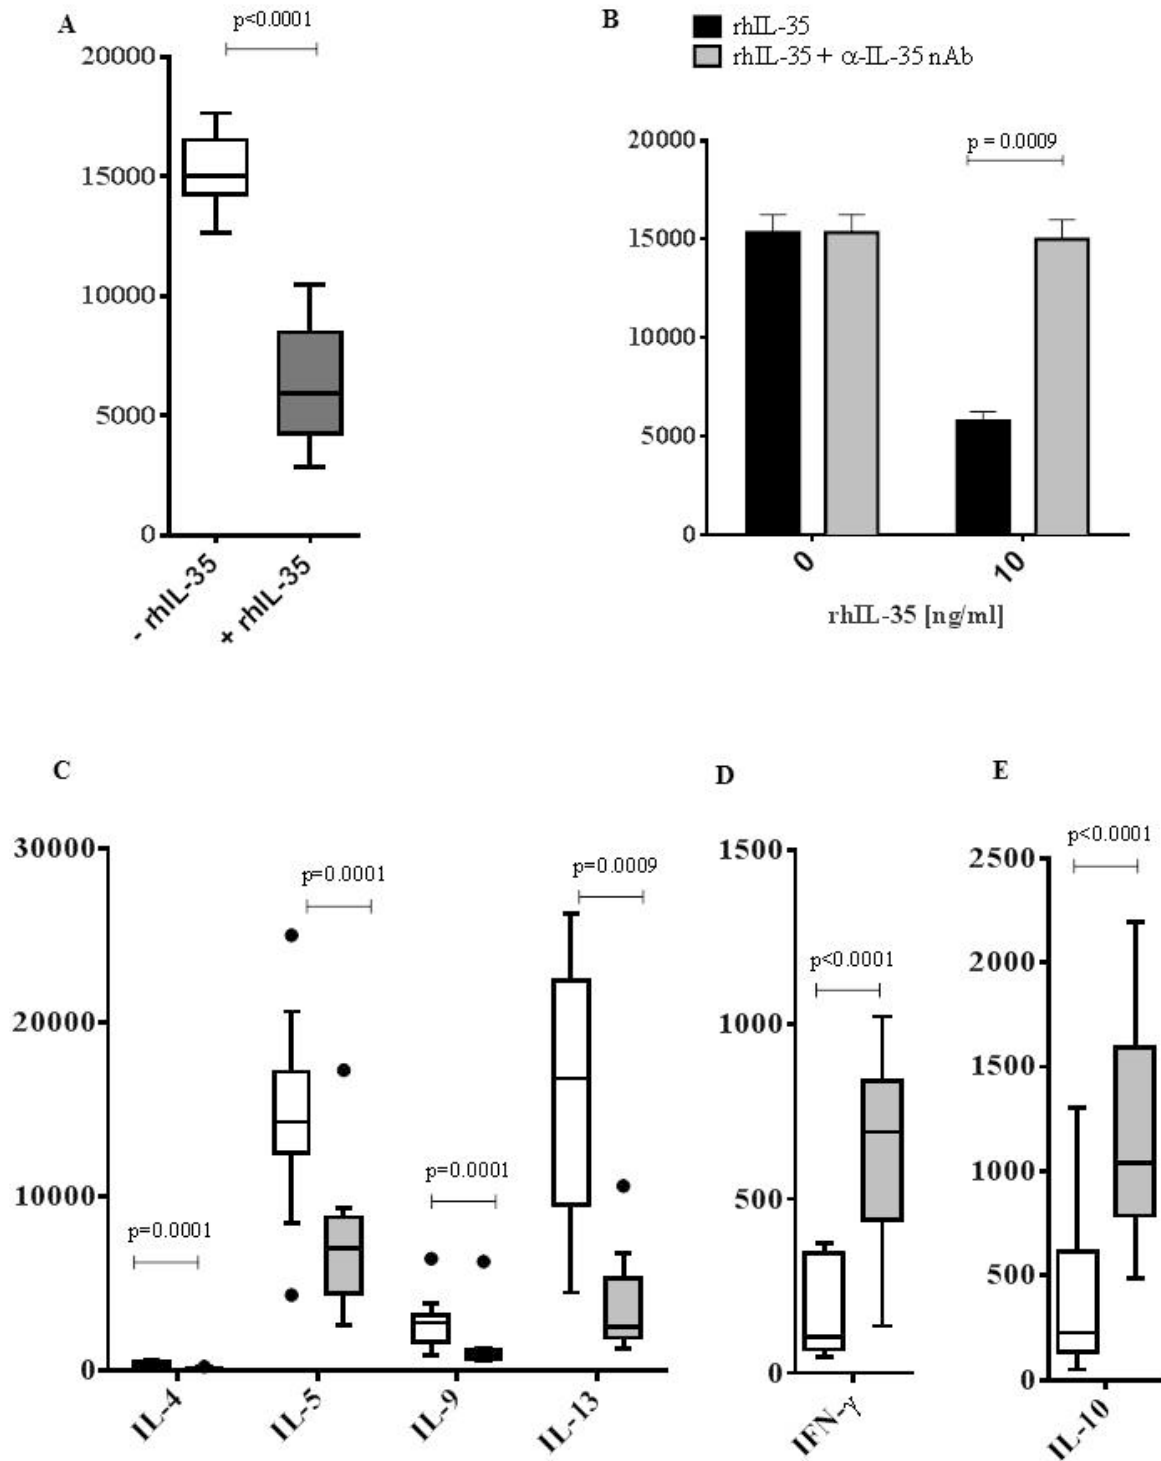 A
p<0.0001
20000
15000
10000
5000
0
- rhIL-35
+ rhIL-35
B
rhIL-35
rhIL-35 + α-IL-35 nAb
20000
p = 0.0009
15000
10000
5000
0
0
10
rhIL-35 [ng/ml]
C
30000
p=0.0001
p=0.0009
20000
10000
p=0.0001
p=0.0001
0
IL-4
IL-5
IL-9
IL-13
D
1500
p<0.0001
1000
500
0
IFN-γ
E
p<0.0001
2500
2000
1500
1000
500
0
IL-10